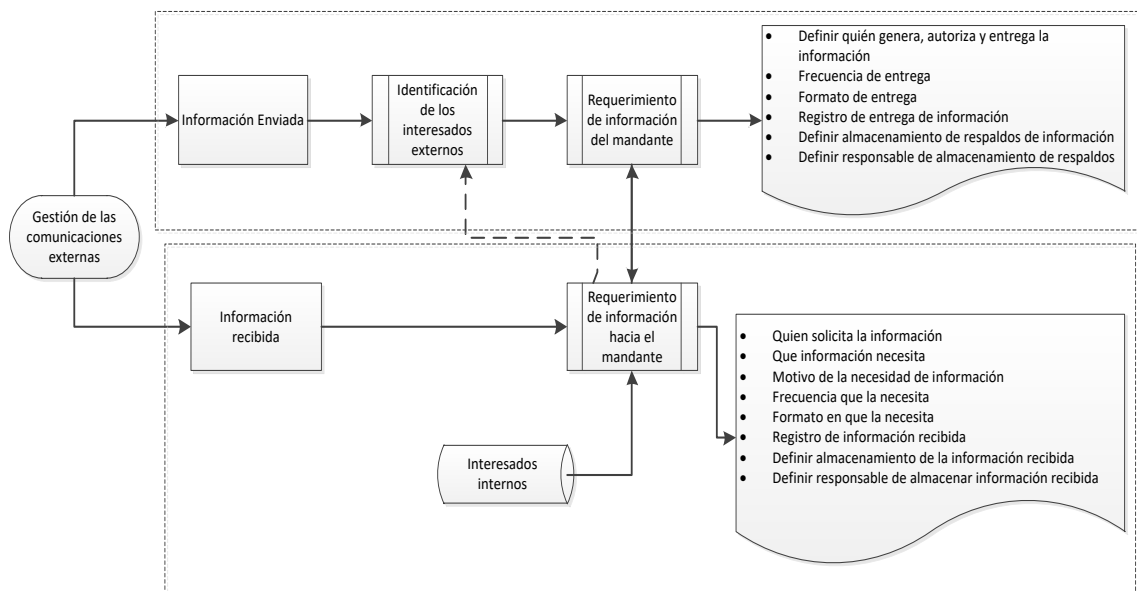 Gestión de las
comunicaciones
externas
Información Enviada
Identificación
de los
interesados
externos
Requerimiento
de información
del mandante
• Definir quién genera, autoriza y entrega la
información
• Frecuencia de entrega
• Formato de entrega
• Registro de entrega de información
• Definir almacenamiento de respaldos de información
• Definir responsable de almacenamiento de respaldos
Información
recibida
Requerimiento
de información
hacia el
mandante
Interesados
internos
• Quien solicita la información
• Que información necesita
• Motivo de la necesidad de información
• Frecuencia que la necesita
• Formato en que la necesita
• Registro de información recibida
• Definir almacenamiento de la información recibida
• Definir responsable de almacenar información recibida